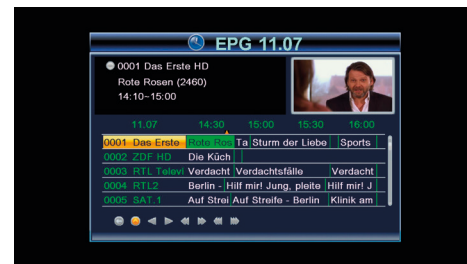 EPG 11.07
0001 Das Erste HD
Rote Rosen (2460)
14:10~15:00
11.07 14:30 15:00 15:30 16:00
0001 Das Erste Rote Ros Ta Sturm der Liebe Sports
0002 ZDF HD Die Küch
0003 RTL Televi Verdacht Verdachtsfälle Verdacht
0004 RTL2 Berlin - Hilf mir! Jung, pleite Hilf mir! J
0005 SAT.1 Auf Strei Auf Streife - Berlin Klinik am